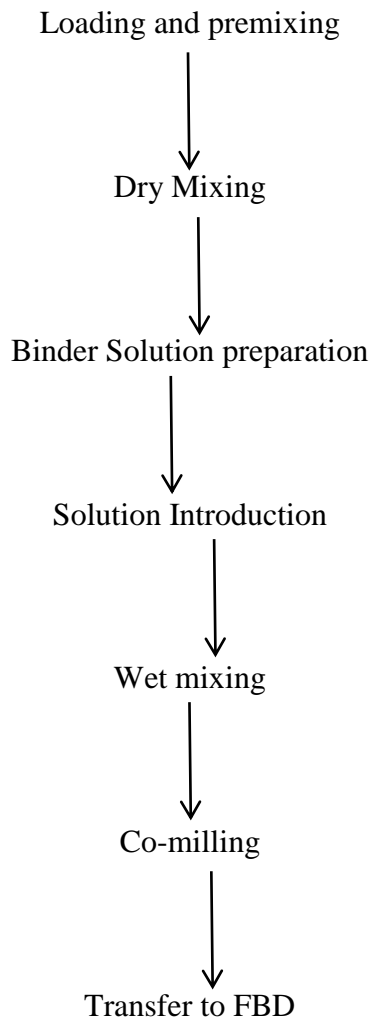 Loading and premixing
Dry Mixing
Binder Solution preparation
Solution Introduction
Wet mixing
Co-milling
Transfer to FBD